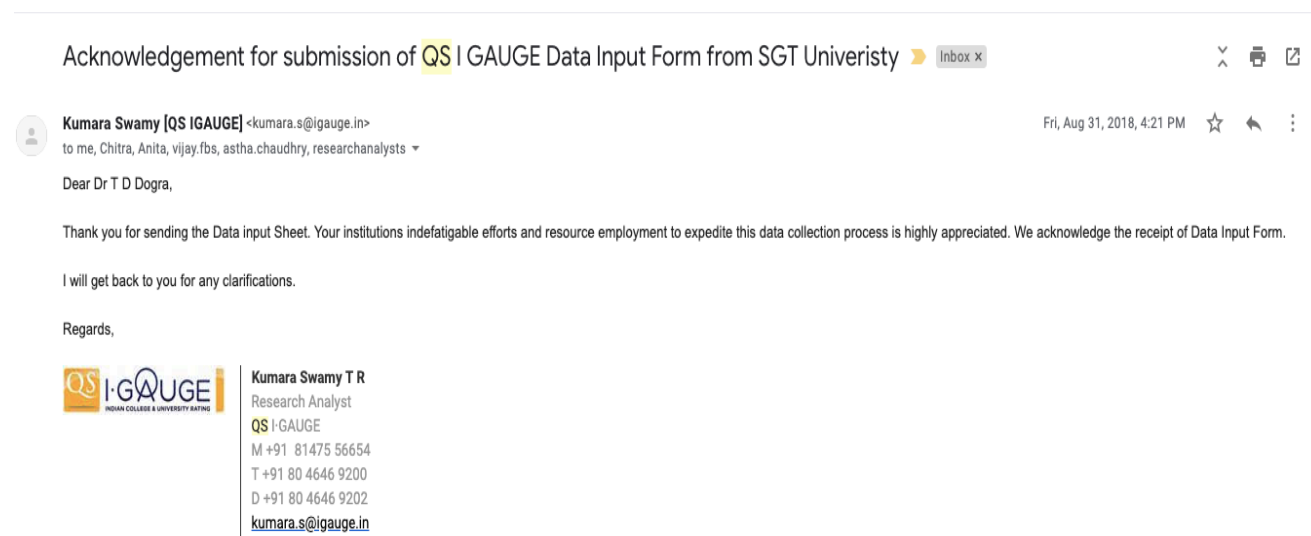 Acknowledgement for submission of QS I GAUGE Data Input Form from SGT Univeristy Inbox x
Kumara Swamy [QS IGAUGE] <kumara.s@igauge.in> Fri, Aug 31, 2018, 4:21 PM
to me, Chitra, Anita, vijay.fbs, astha.chaudhry, researchanalysts
Dear Dr T D Dogra,
Thank you for sending the Data input Sheet. Your institutions indefatigable efforts and resource employment to expedite this data collection process is highly appreciated. We acknowledge the receipt of Data Input Form.
I will get back to you for any clarifications.
Regards,
QS I·GAUGE
INDIAN COLLEGE & UNIVERSITY RATING
Kumara Swamy T R
Research Analyst
QS I·GAUGE
M +91 81475 56654
T +91 80 4646 9200
D +91 80 4646 9202
kumara.s@igauge.in